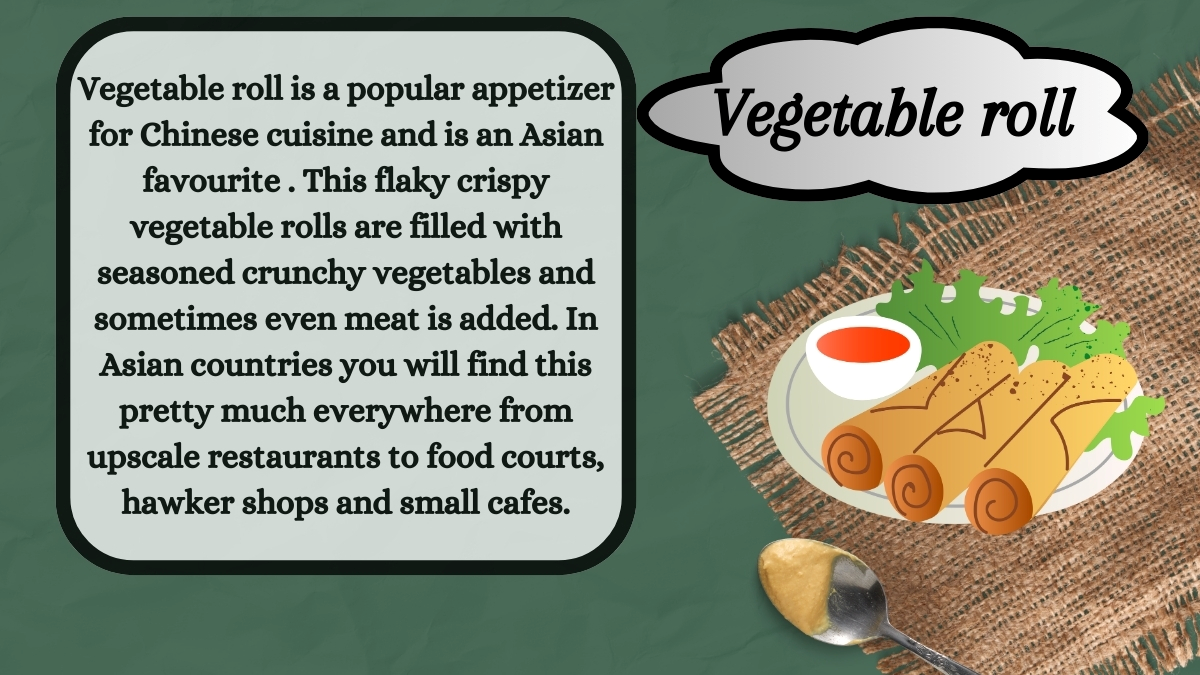 Vegetable roll is a popular appetizer
for Chinese cuisine and is an Asian
favourite . This flaky crispy
vegetable rolls are filled with
seasoned crunchy vegetables and
sometimes even meat is added. In
Asian countries you will find this
pretty much everywhere from
upscale restaurants to food courts,
hawker shops and small cafes.
Vegetable roll